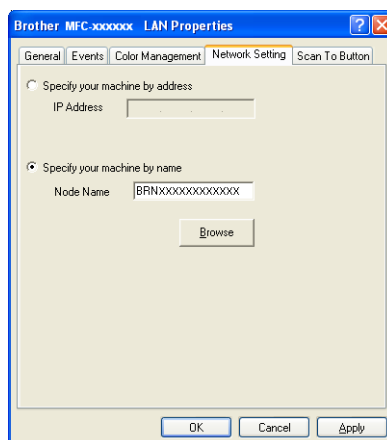 Brother MFC-xxxxxx LAN Properties
General Events Color Management Network Setting Scan To Button
Specify your machine by address
IP Address . . .
Specify your machine by name
Node Name BRNXXXXXXXXXXXX
Browse
OK Cancel Apply